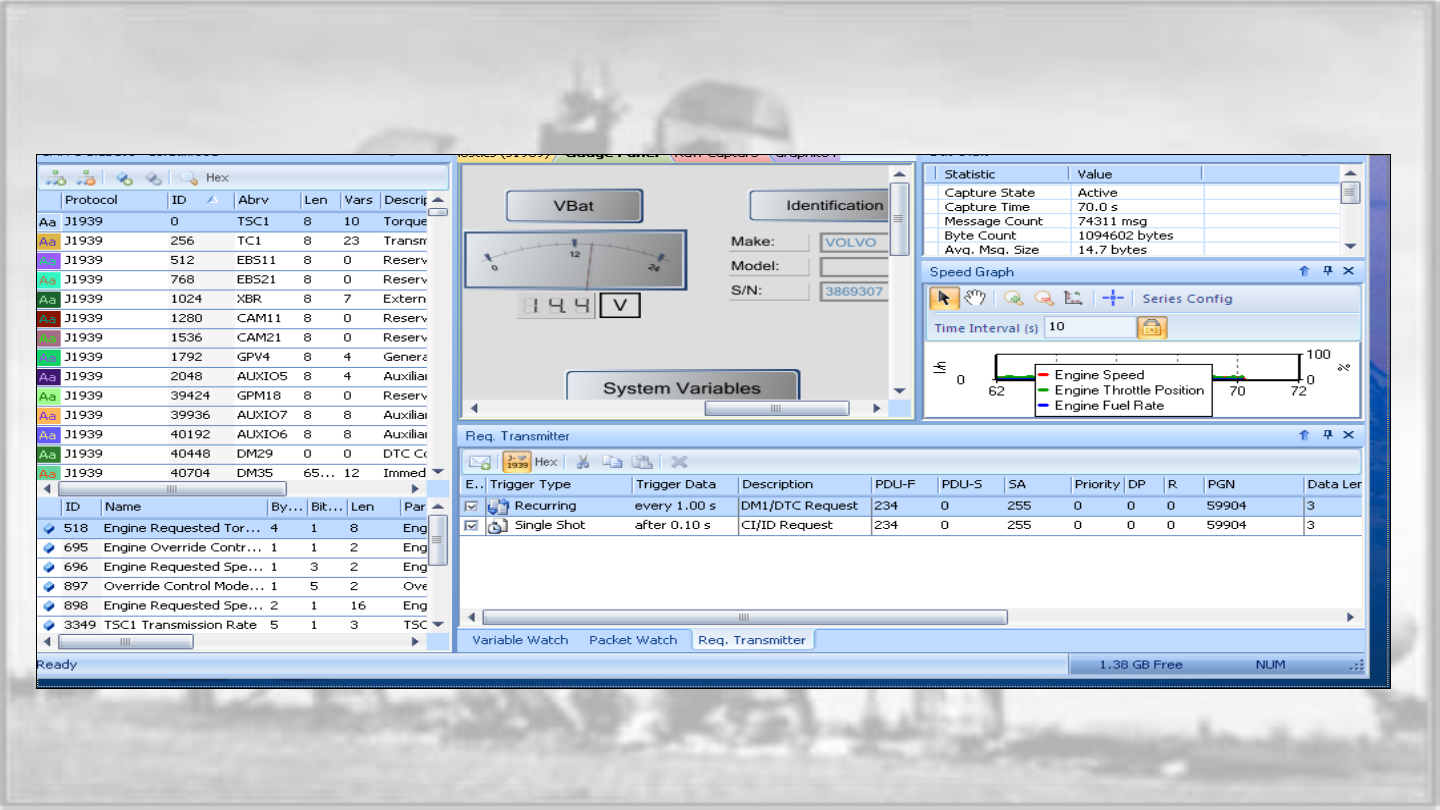 Hex
Protocol ID Abrv Len Vars Descrip
Aa J1939 0 TSC1 8 10 Torque
Aa J1939 256 TC1 8 23 Transm
Aa J1939 512 EBS11 8 0 Reserv
Aa J1939 768 EBS21 8 0 Reserv
Aa J1939 1024 XBR 8 7 Extern
Aa J1939 1280 CAM11 8 0 Reserv
Aa J1939 1536 CAM21 8 0 Reserv
Aa J1939 1792 GPV4 8 4 Genera
Aa J1939 2048 AUXIO5 8 4 Auxiliar
Aa J1939 39424 GPM18 8 0 Reserv
Aa J1939 39936 AUXIO7 8 8 Auxiliar
Aa J1939 40192 AUXIO6 8 8 Auxiliar
Aa J1939 40448 DM29 0 0 DTC Co
Aa J1939 40704 DM35 65... 12 Immed
ID Name By... Bit... Len Par
518 Engine Requested Tor... 4 1 8 Eng
695 Engine Override Contr... 1 1 2 Eng
696 Engine Requested Spe... 1 3 2 Eng
897 Override Control Mode... 1 5 2 Ove
898 Engine Requested Spe... 2 1 16 Eng
3349 TSC1 Transmission Rate 5 1 3 TSC
Ready
VBat
0 12 24
14.4 V
Identification
Make: VOLVO
Model:
S/N: 3869307
System Variables
Statistic Value
Capture State Active
Capture Time 70.0 s
Message Count 74311 msg
Byte Count 1094602 bytes
Avg. Msg. Size 14.7 bytes
Speed Graph
Series Config
Time Interval (s) 10
100
0 0
62 70 72
Engine Speed
Engine Throttle Position
Engine Fuel Rate
Req. Transmitter
J-1939 Hex
E.. Trigger Type Trigger Data Description PDU-F PDU-S SA Priority DP R PGN Data Ler
Recurring every 1.00 s DM1/DTC Request 234 0 255 0 0 0 59904 3
Single Shot after 0.10 s CI/ID Request 234 0 255 0 0 0 59904 3
Variable Watch Packet Watch Req. Transmitter
1.38 GB Free NUM